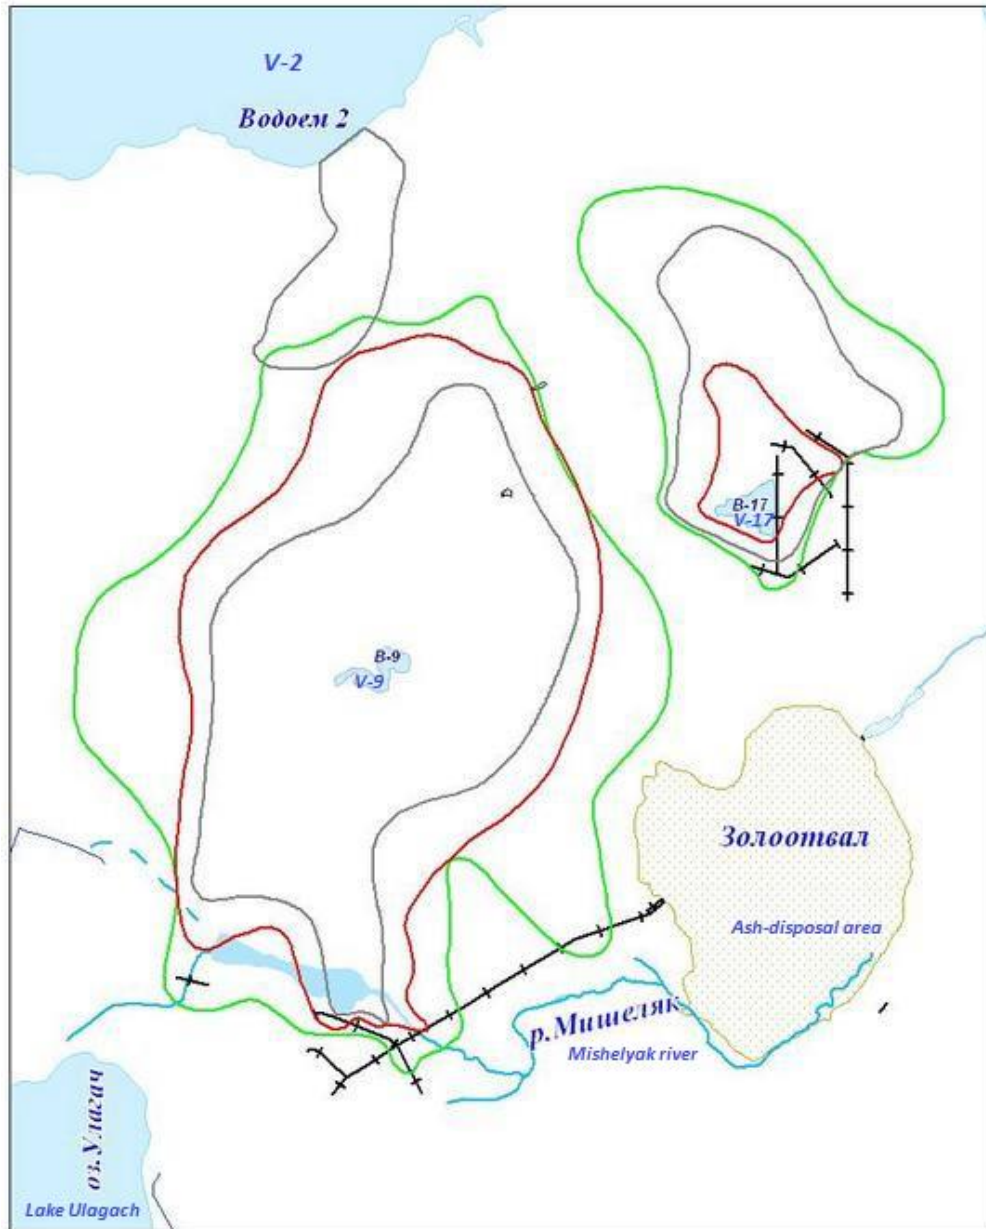 V-2
Водоем 2
В-17
V-17
В-9
V-9
Золоотвал
Ash-disposal area
р.Мишеляк
Mishelyak river
оз.Улагач
Lake Ulagach